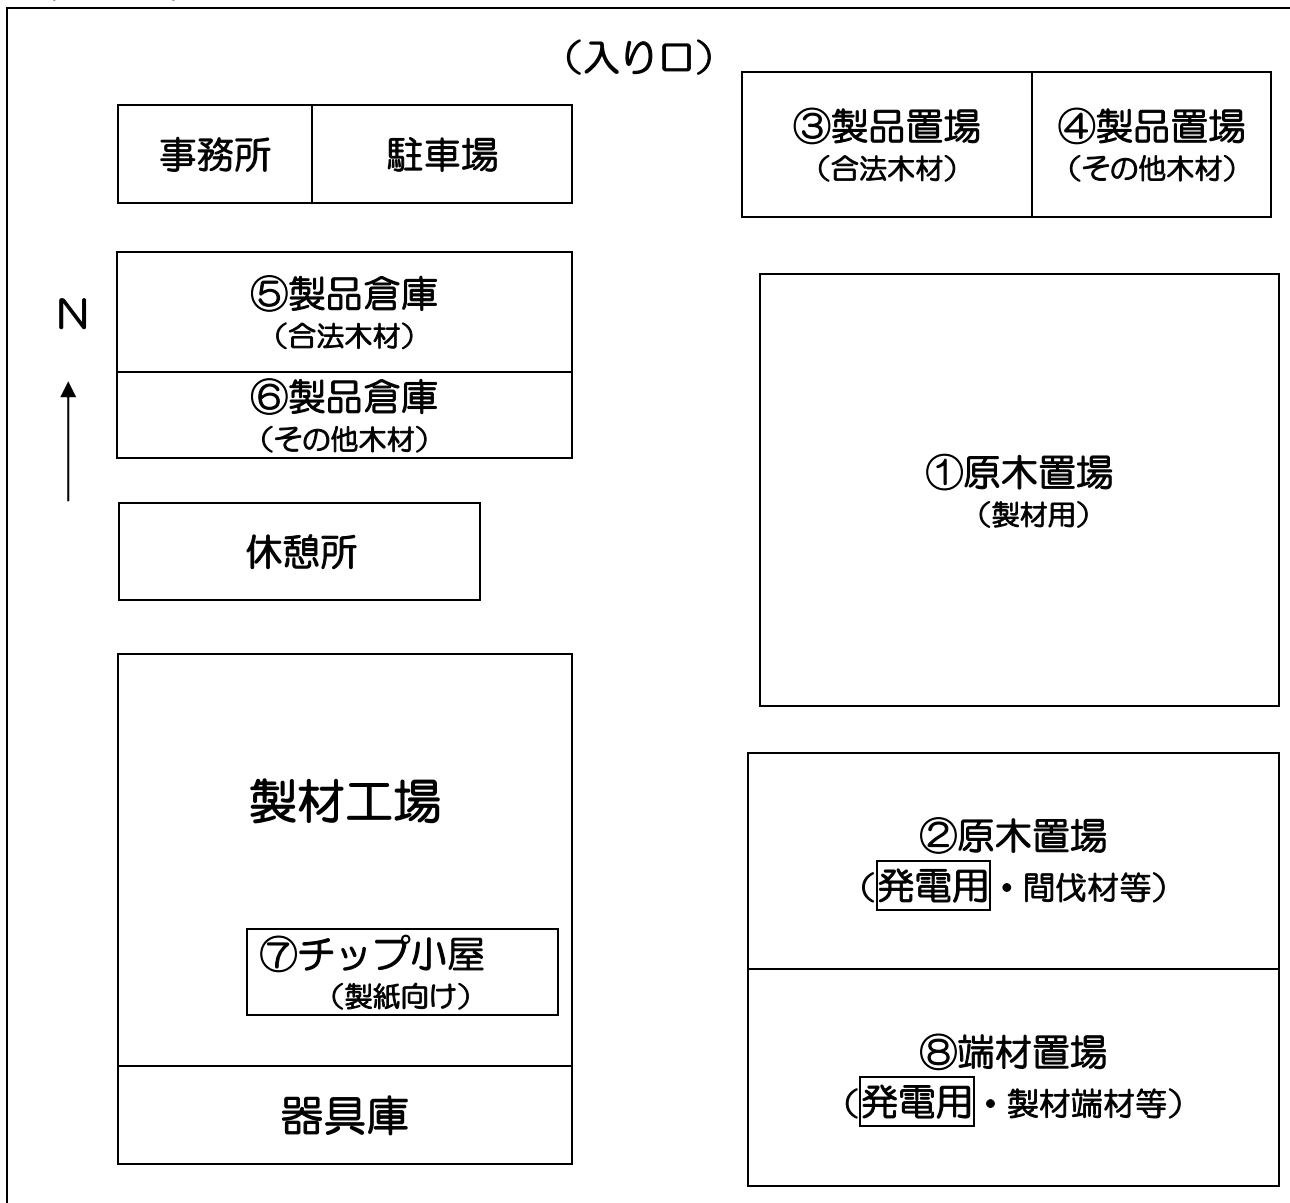 （入り口）
事務所
駐車場
③製品置場
（合法木材）
④製品置場
（その他木材）
⑤製品倉庫
（合法木材）
N
⑥製品倉庫
（その他木材）
①原木置場
（製材用）
休憩所
製材工場
②原木置場
（発電用・間伐材等）
⑦チップ小屋
（製紙向け）
⑧端材置場
（発電用・製材端材等）
器具庫